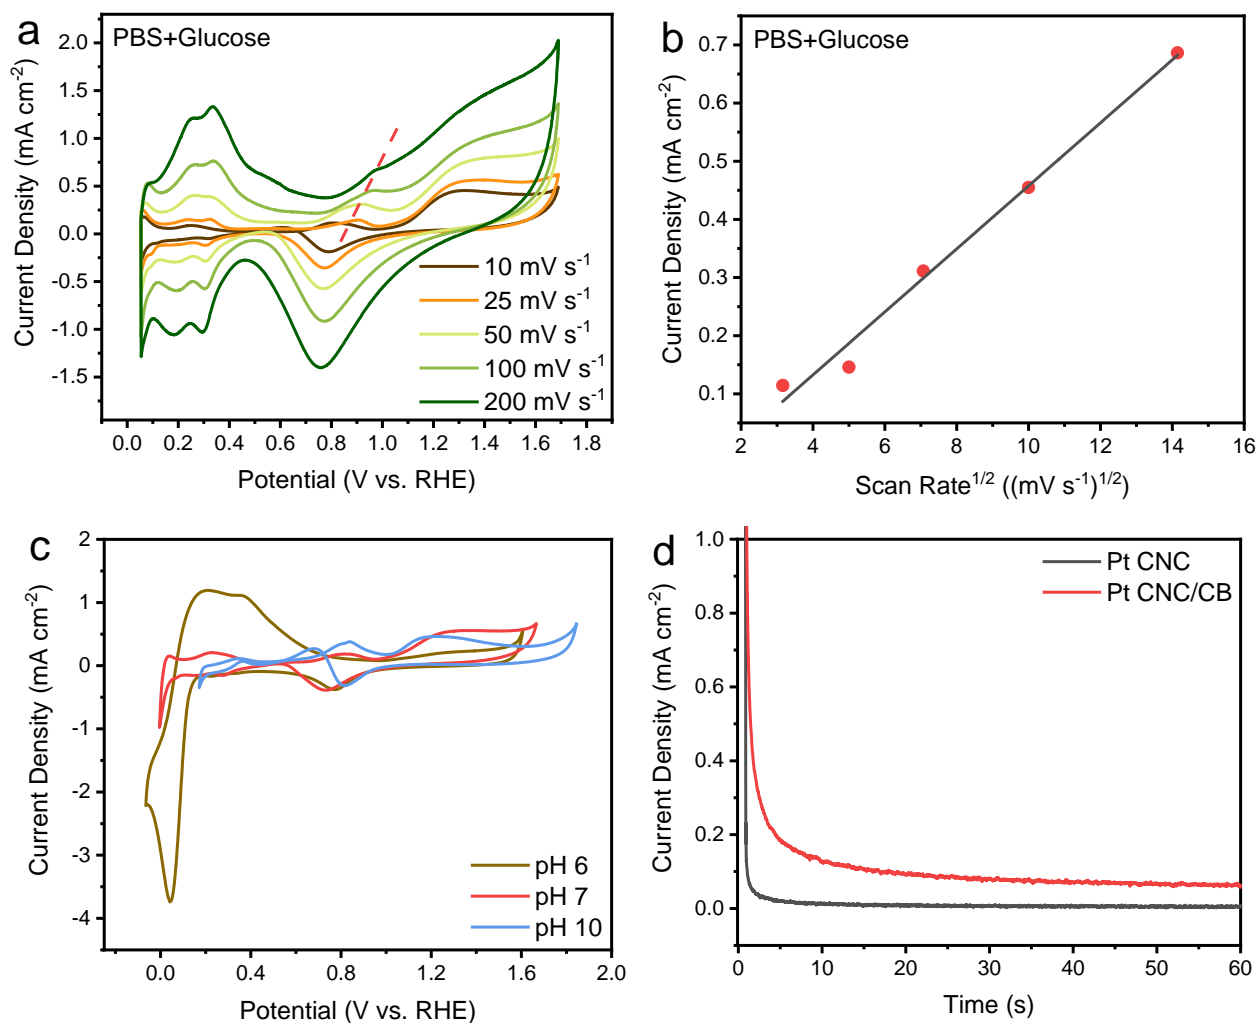 a
PBS+Glucose
Current Density (mA cm⁻²)
2.0
1.5
1.0
0.5
0.0
-0.5
-1.0
-1.5
10 mV s⁻¹
25 mV s⁻¹
50 mV s⁻¹
100 mV s⁻¹
200 mV s⁻¹
0.0 0.2 0.4 0.6 0.8 1.0 1.2 1.4 1.6 1.8
Potential (V vs. RHE)
b
PBS+Glucose
Current Density (mA cm⁻²)
0.7
0.6
0.5
0.4
0.3
0.2
0.1
2 4 6 8 10 12 14 16
Scan Rate¹ᐟ² ((mV s⁻¹)¹ᐟ²)
c
Current Density (mA cm⁻²)
2
1
0
-1
-2
-3
-4
pH 6
pH 7
pH 10
0.0 0.4 0.8 1.2 1.6 2.0
Potential (V vs. RHE)
d
Current Density (mA cm⁻²)
1.0
0.8
0.6
0.4
0.2
0.0
Pt CNC
Pt CNC/CB
0 10 20 30 40 50 60
Time (s)